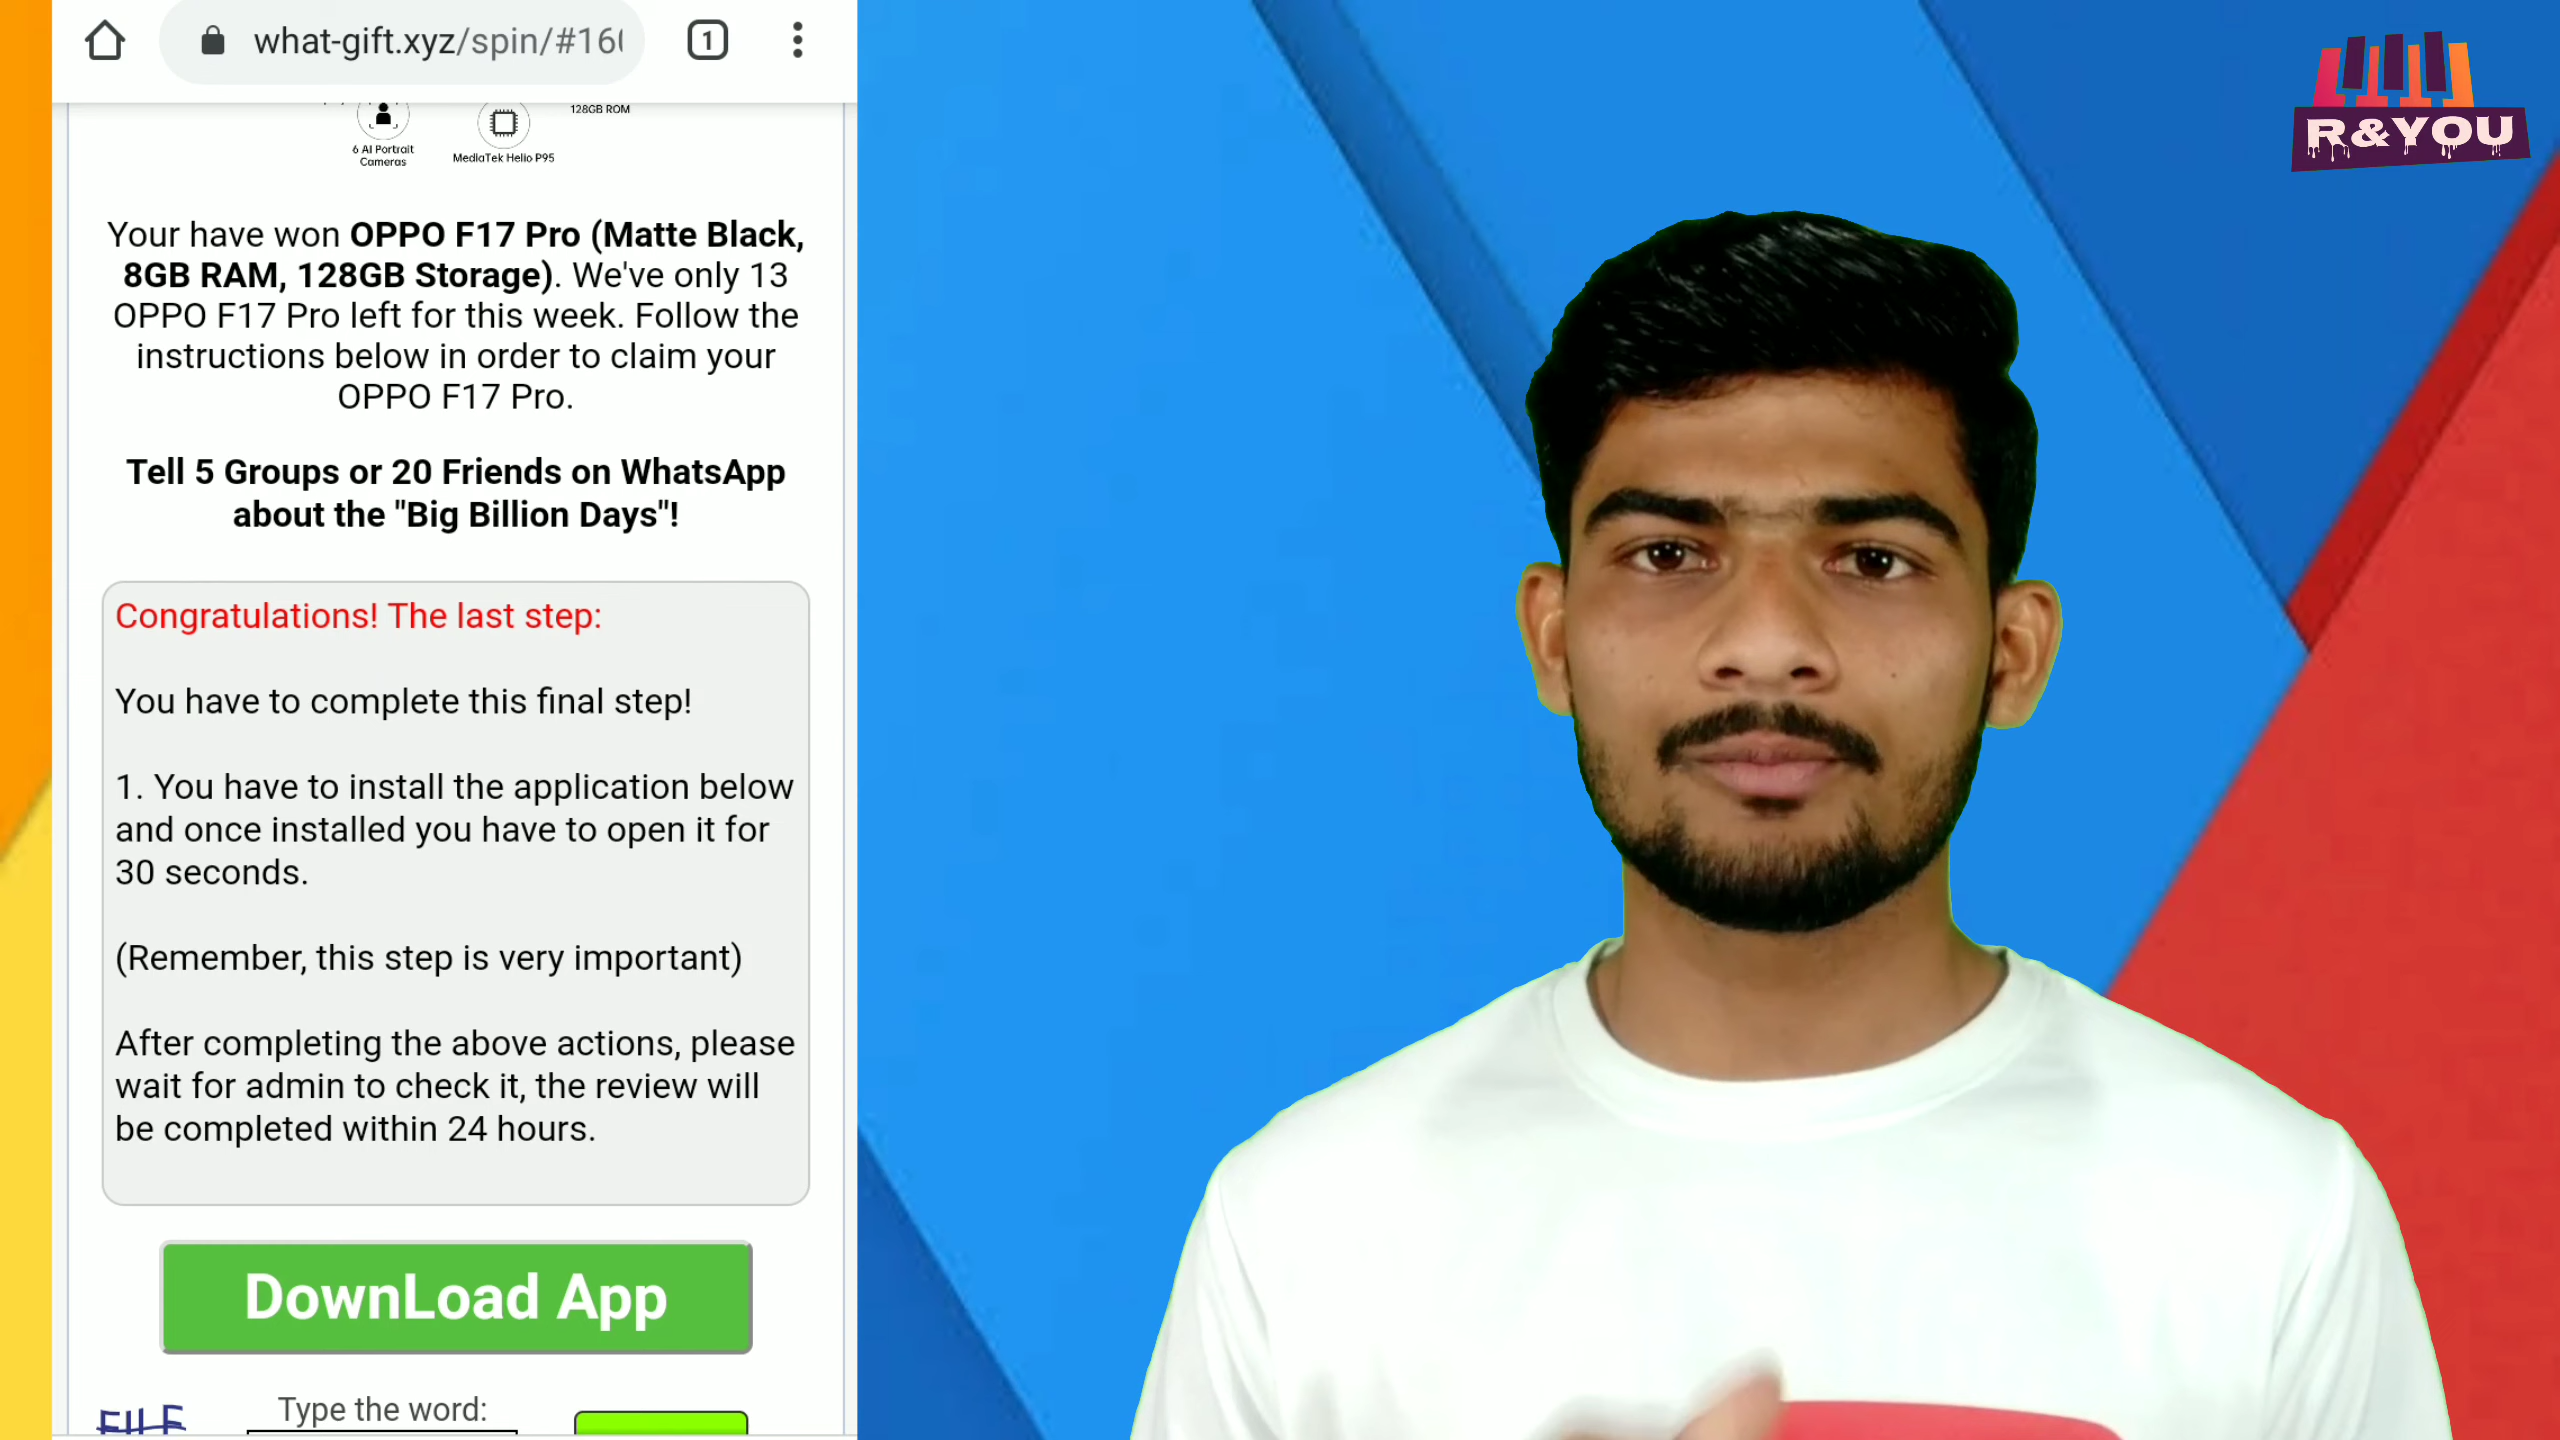 what-gift.xyz/spin/#160
1
128GB ROM
6 AI Portrait
Cameras
MediaTek Helio P95
Your have won OPPO F17 Pro (Matte Black,
8GB RAM, 128GB Storage). We've only 13
OPPO F17 Pro left for this week. Follow the
instructions below in order to claim your
OPPO F17 Pro.
Tell 5 Groups or 20 Friends on WhatsApp
about the "Big Billion Days"!
Congratulations! The last step:
You have to complete this final step!
1. You have to install the application below
and once installed you have to open it for
30 seconds.
(Remember, this step is very important)
After completing the above actions, please
wait for admin to check it, the review will
be completed within 24 hours.
DownLoad App
Type the word:
R&YOU